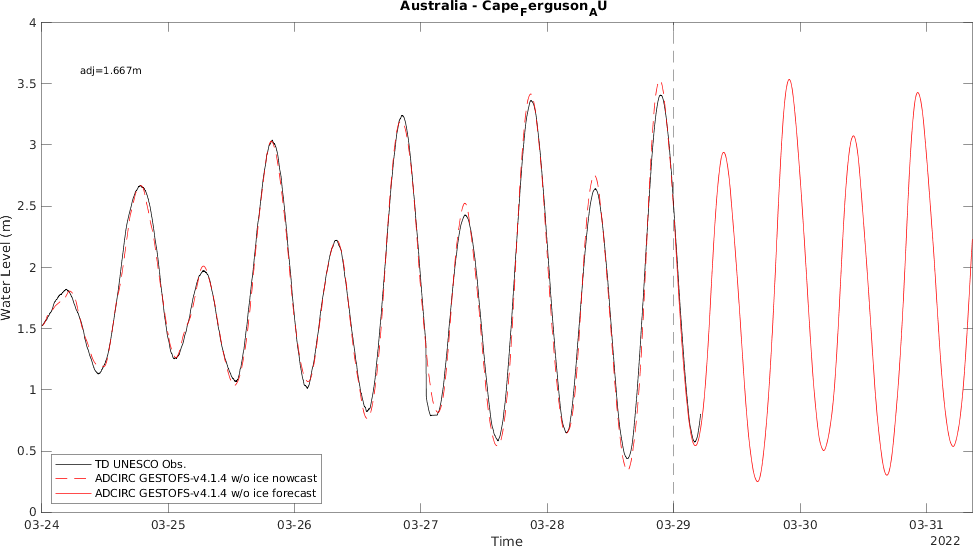 Australia - Cape_Ferguson_AU
adj=1.667m
4
3.5
3
2.5
2
1.5
1
0.5
0
Water Level (m)
TD UNESCO Obs.
ADCIRC GESTOFS-v4.1.4 w/o ice nowcast
ADCIRC GESTOFS-v4.1.4 w/o ice forecast
03-24 03-25 03-26 03-27 03-28 03-29 03-30 03-31
Time
2022